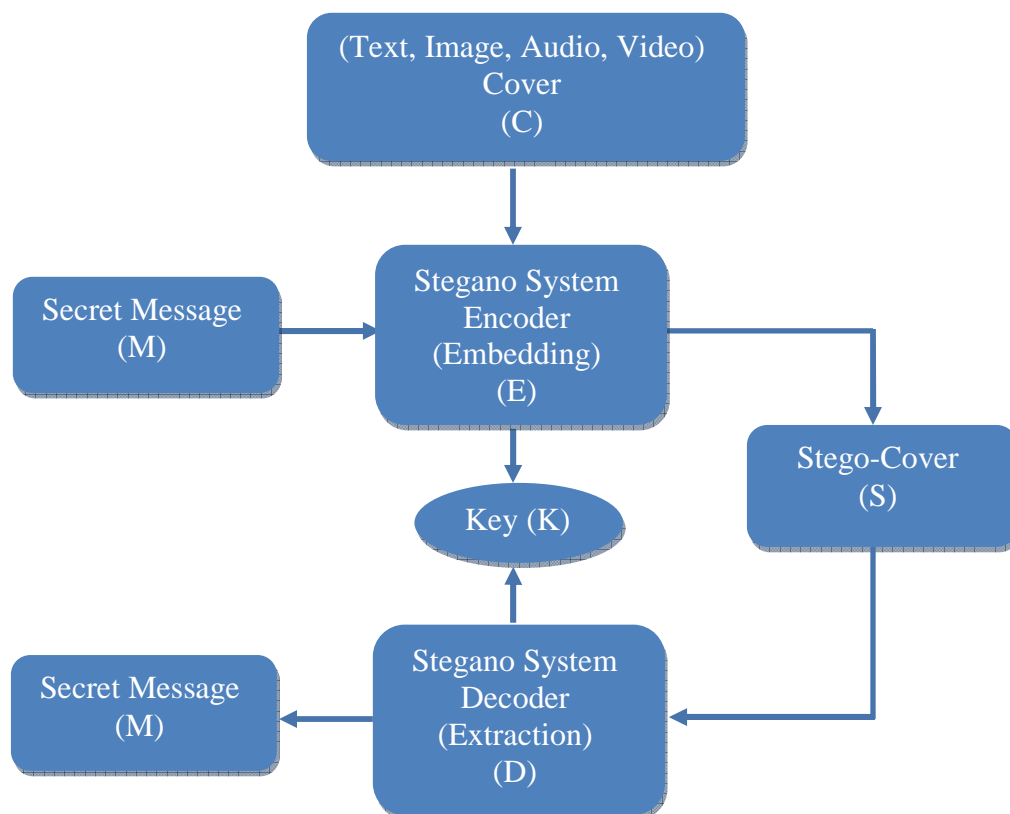 (Text, Image, Audio, Video)
Cover
(C)
Secret Message
(M)
Stegano System
Encoder
(Embedding)
(E)
Stego-Cover
(S)
Key (K)
Secret Message
(M)
Stegano System
Decoder
(Extraction)
(D)